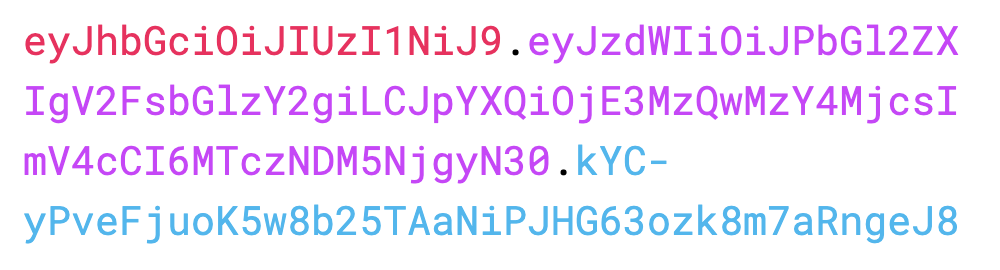 eyJhbGciOiJIUzI1NiJ9.eyJzdWIiOiJPbGl2ZX
IgV2FsbGlzY2giLCJpYXQiOjE3MzQwMzY4MjcsI
mV4cCI6MTczNDM5NjgyN30.kYC-
yPveFjuoK5w8b25TAaNiPJHG63ozk8m7aRngeJ8